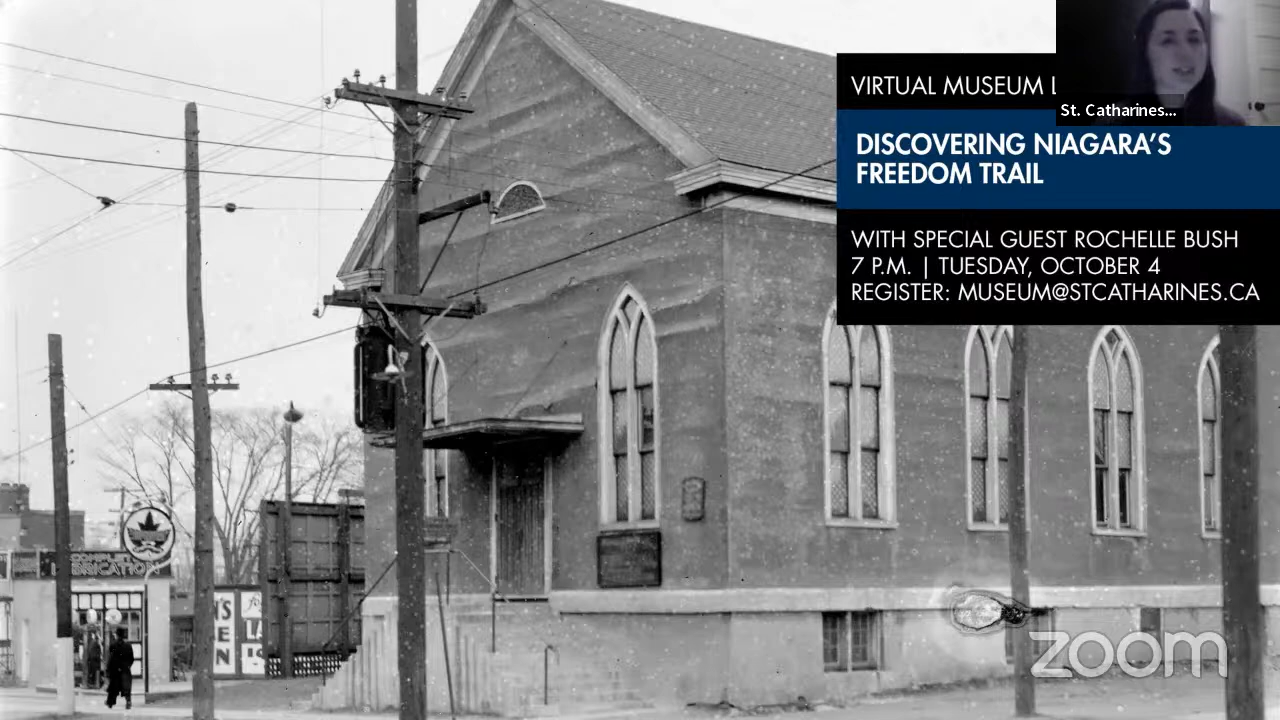 VIRTUAL MUSEUM L
St. Catharines...
DISCOVERING NIAGARA'S
FREEDOM TRAIL
WITH SPECIAL GUEST ROCHELLE BUSH
7 P.M. | TUESDAY, OCTOBER 4
REGISTER: MUSEUM@STCATHARINES.CA
LUBRICATION
zoom